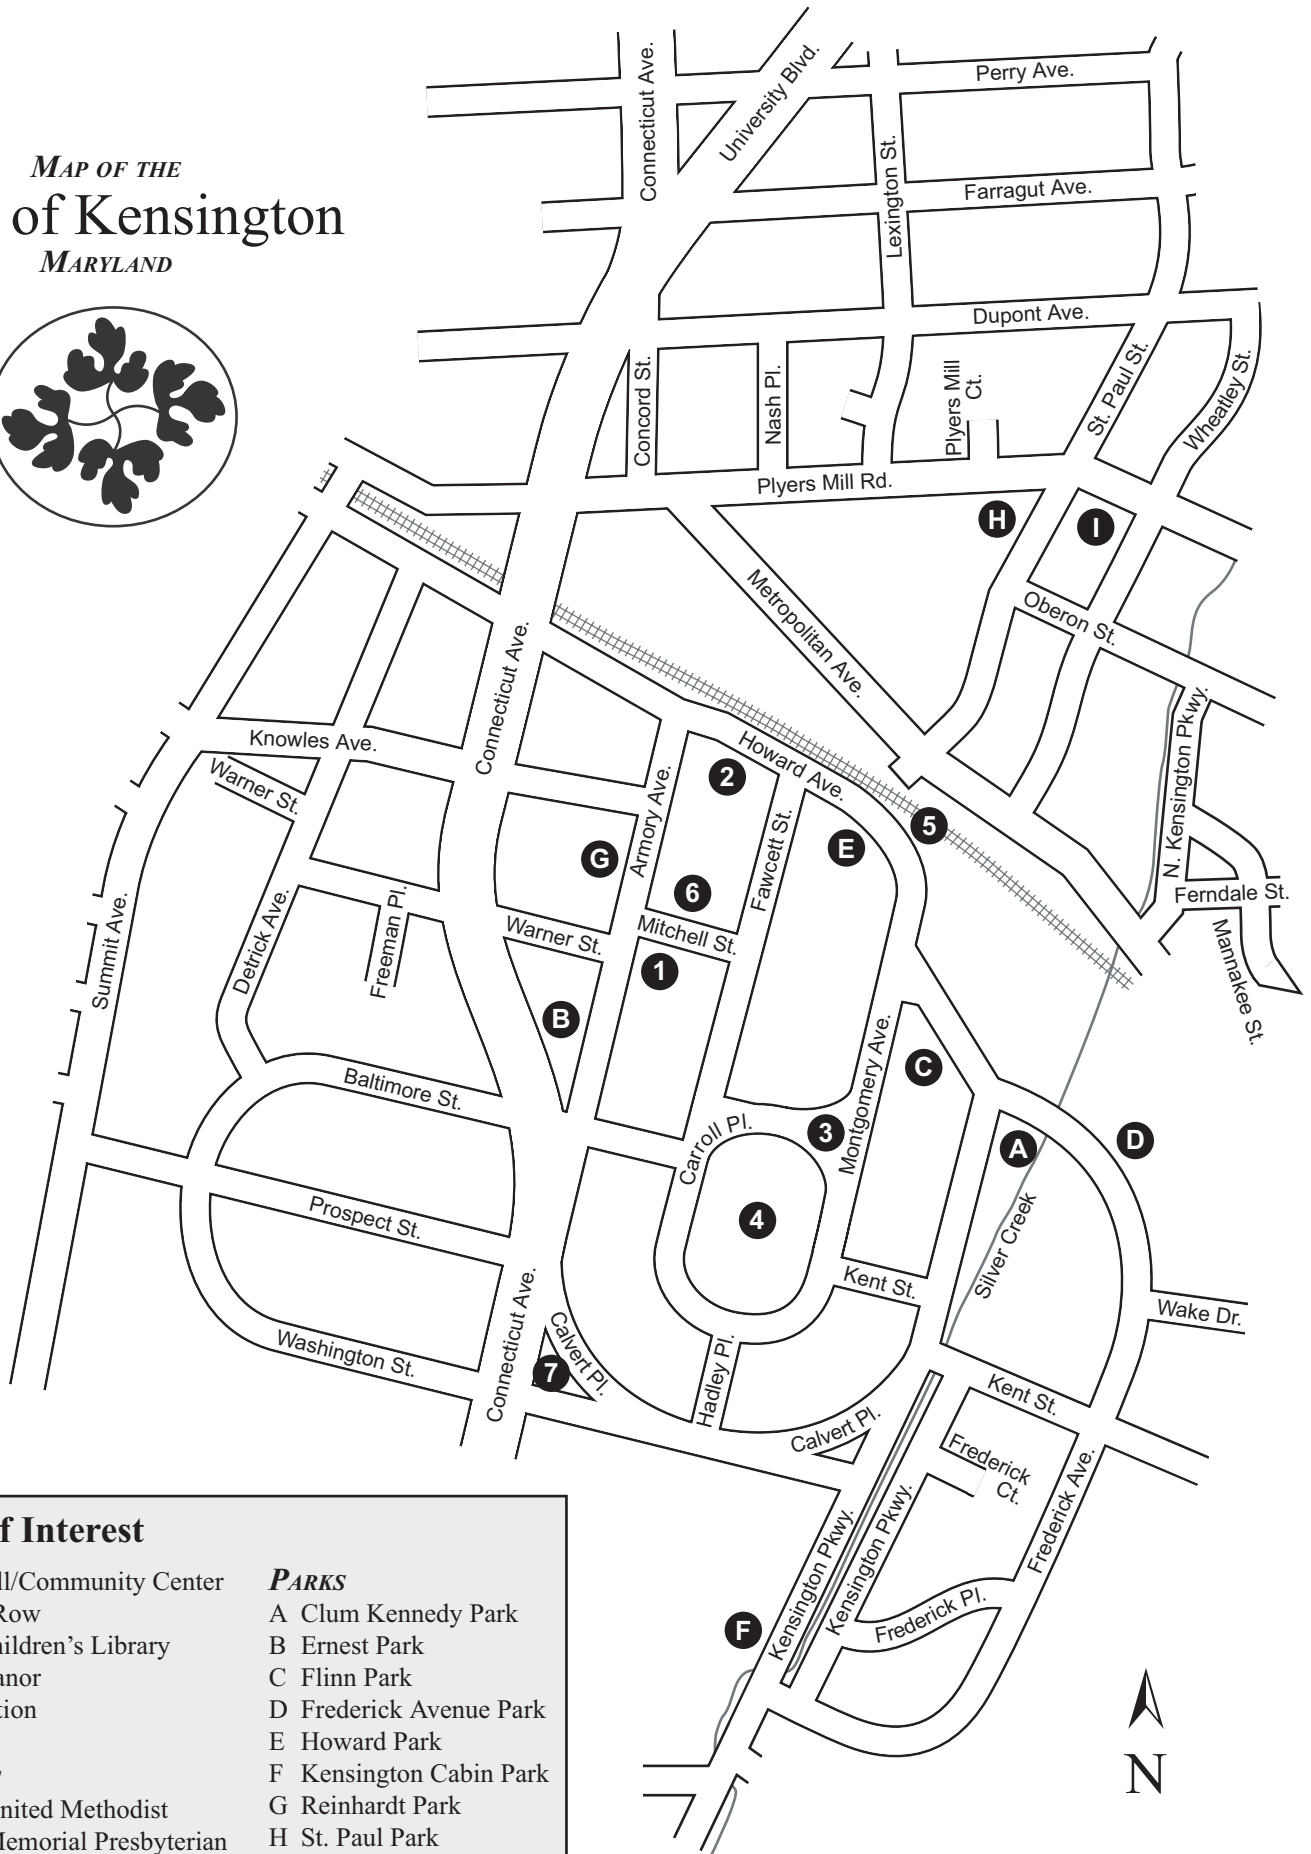 MAP OF THE
of Kensington
MARYLAND
Connecticut Ave.
University Blvd.
Perry Ave.
Lexington St.
Farragut Ave.
Dupont Ave.
Concord St.
Nash Pl.
Plyers Mill
Ct.
St. Paul St.
Wheatley St.
Plyers Mill Rd.
H
I
Metropolitan Ave.
Oberon St.
Connecticut Ave.
Knowles Ave.
Warner St.
Howard Ave.
2
Armory Ave.
Fawcett St.
E
5
N. Kensington Pkwy.
G
6
Ferndale St.
Mannakee St.
Summit Ave.
Detrick Ave.
Freeman Pl.
Warner St.
Mitchell St.
1
B
C
Montgomery Ave.
Baltimore St.
Carroll Pl.
3
A
D
4
Prospect St.
Silver Creek
Kent St.
Wake Dr.
Washington St.
Connecticut Ave.
Calvert Pl.
7
Hadley Pl.
Calvert Pl.
Kent St.
Frederick
Ct.
Frederick Ave.
Kensington Pkwy.
Kensington Pkwy.
Frederick Pl.
F
N
f Interest
ll/Community Center
Row
hildren’s Library
anor
tion
nited Methodist
Memorial Presbyterian
PARKS
A Clum Kennedy Park
B Ernest Park
C Flinn Park
D Frederick Avenue Park
E Howard Park
F Kensington Cabin Park
G Reinhardt Park
H St. Paul Park